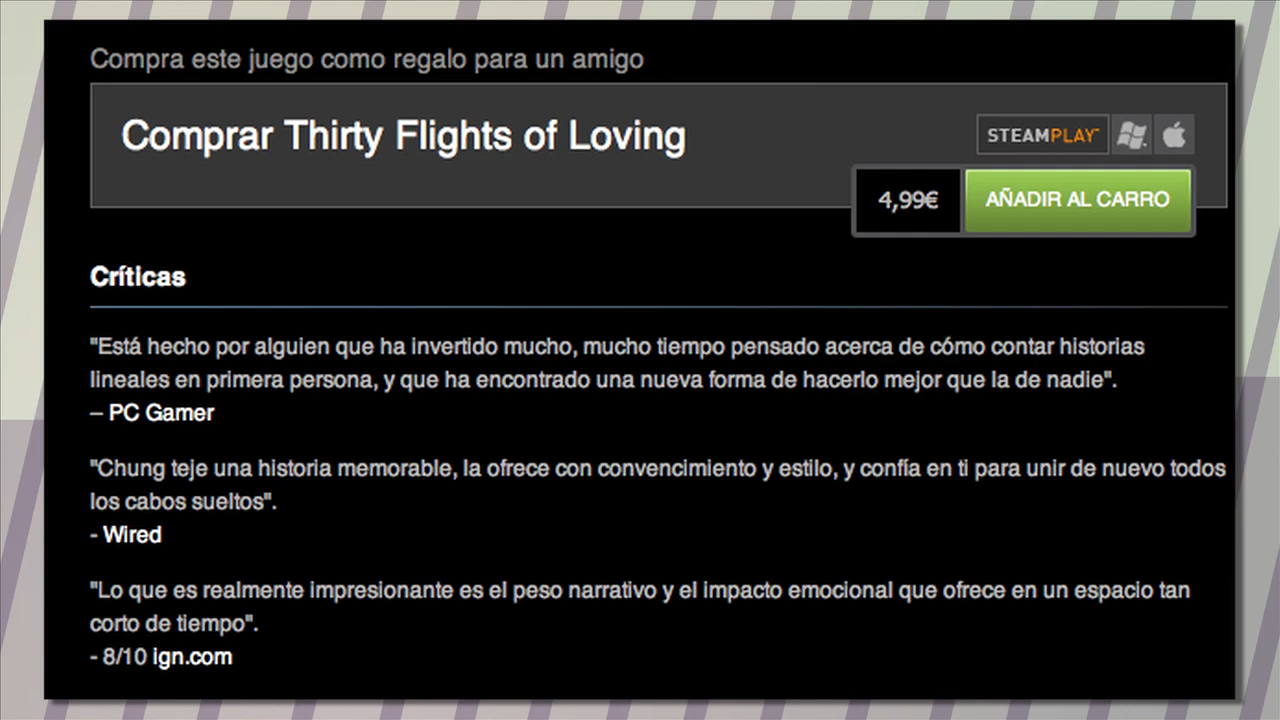 Compra este juego como regalo para un amigo
Comprar Thirty Flights of Loving
STEAMPLAY™
4,99€
AÑADIR AL CARRO
Críticas
"Está hecho por alguien que ha invertido mucho, mucho tiempo pensado acerca de cómo contar historias
lineales en primera persona, y que ha encontrado una nueva forma de hacerlo mejor que la de nadie".
– PC Gamer
"Chung teje una historia memorable, la ofrece con convencimiento y estilo, y confía en ti para unir de nuevo todos
los cabos sueltos".
- Wired
"Lo que es realmente impresionante es el peso narrativo y el impacto emocional que ofrece en un espacio tan
corto de tiempo".
- 8/10 ign.com